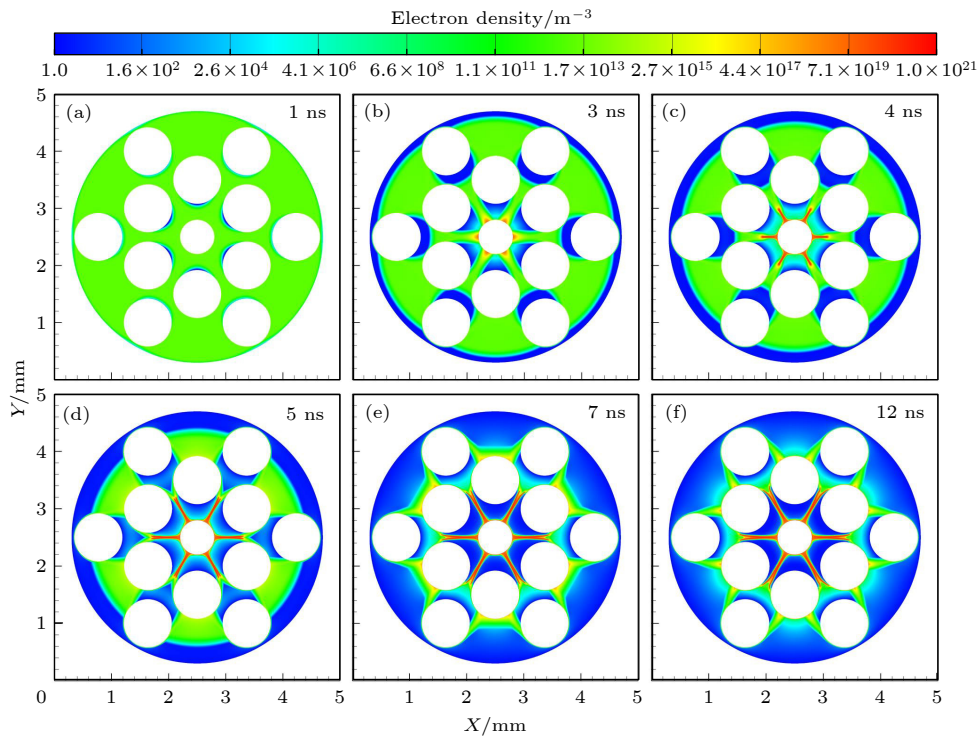 Electron density/m⁻³
1.0 1.6×10² 2.6×10⁴ 4.1×10⁶ 6.6×10⁸ 1.1×10¹¹ 1.7×10¹³ 2.7×10¹⁵ 4.4×10¹⁷ 7.1×10¹⁹ 1.0×10²¹
5
(a) 1 ns (b) 3 ns (c) 4 ns
4
3
2
1
Y/mm
5
(d) 5 ns (e) 7 ns (f) 12 ns
4
3
2
1
0 1 2 3 4 5 1 2 3 4 5 1 2 3 4 5
X/mm